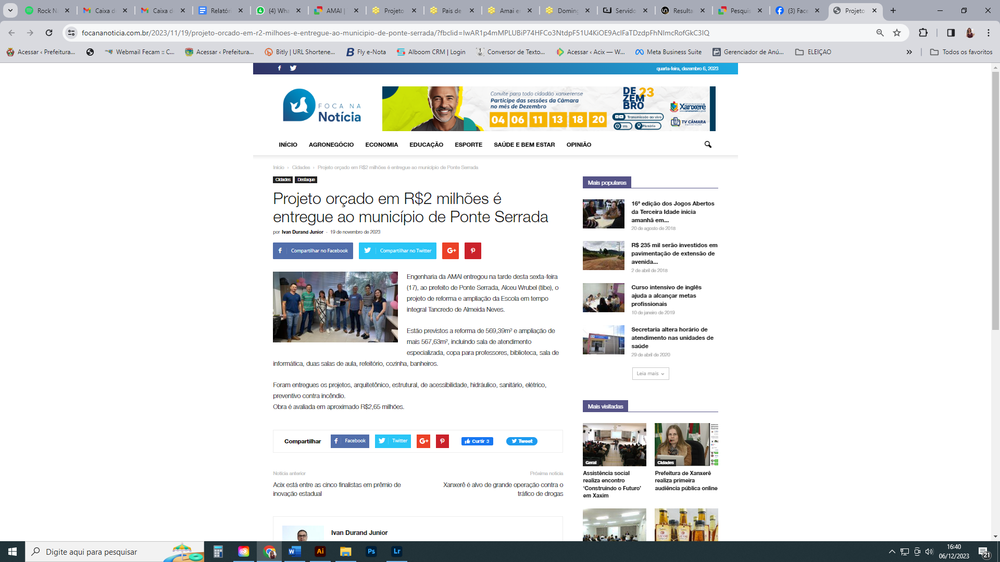 Rock Na
Caixa d
Caixa d
Relatóri
(4) Wha
AMAI |
Projeto
Pais de
Amai e
Doming
Servido
Resulta
Pesquis
(3) Face
Projeto
focananoticia.com.br/2023/11/19/projeto-orcado-em-r2-milhoes-e-entregue-ao-municipio-de-ponte-serrada/?fbclid=IwAR1p4mMPLUBiP74HFCo3NtdpF51U4KiOE9AclFaTDzdpFhNImcRofGkC3IQ
Acessar ‹ Prefeitura...
Webmail Fecam :: C...
Acessar ‹ Prefeitura...
Bitly | URL Shortene...
Fly e-Nota
Alboom CRM | Login
Conversor de Texto...
Acessar ‹ Acix — W...
Meta Business Suite
Gerenciador de Anú...
ELEIÇAO
Todos os favoritos
quarta-feira, dezembro 6, 2023
FOCA NA
Notícia
Convite para todo cidadão xanxerense
Participe das sessões da Câmara
no mês de Dezembro
04 06 11 13 18 20
DE
ZEM 23
BRO
Transmissão ao vivo
19h
Plenário
Xanxerê
TV CÂMARA
INÍCIO
AGRONEGÓCIO
ECONOMIA
EDUCAÇÃO
ESPORTE
SAÚDE E BEM ESTAR
OPINIÃO
Início › Cidades › Projeto orçado em R$2 milhões é entregue ao município de Ponte Serrada
Cidades Destaque
Projeto orçado em R$2 milhões é
entregue ao município de Ponte Serrada
por Ivan Durand Junior - 19 de novembro de 2023
Compartilhar no Facebook
Compartilhar no Twitter
G+
Engenharia da AMAI entregou na tarde desta sexta-feira
(17), ao prefeito de Ponte Serrada, Alceu Wrubel (tibe), o
projeto de reforma e ampliação da Escola em tempo
integral Tancredo de Almeida Neves.
Estão previstos a reforma de 569,39m² e ampliação de
mais 567,63m², incluindo sala de atendimento
especializada, copa para professores, biblioteca, sala de
informática, duas salas de aula, refeitório, cozinha, banheiros.
Foram entregues os projetos, arquitetônico, estrutural, de acessibilidade, hidráulico, sanitário, elétrico,
preventivo contra incêndio.
Obra é avaliada em aproximado R$2,65 milhões.
Compartilhar
Facebook
Twitter
G+
Curtir 3
Tweet
Notícia anterior
Acix está entre as cinco finalistas em prêmio de
inovação estadual
Próxima notícia
Xanxerê é alvo de grande operação contra o
tráfico de drogas
Ivan Durand Junior
Mais populares
16ª edição dos Jogos Abertos
da Terceira Idade inicia
amanhã em...
20 de agosto de 2018
R$ 235 mil serão investidos em
pavimentação de extensão de
avenida...
2 de abril de 2018
Curso intensivo de inglês
ajuda a alcançar metas
profissionais
10 de janeiro de 2019
Secretaria altera horário de
atendimento nas unidades de
saúde
29 de abril de 2020
Leia mais
Mais visitadas
Geral
Assistência social
realiza encontro
‘Construindo o Futuro’
em Xaxim
Cidades
Prefeitura de Xanxerê
realiza primeira
audiência pública online
LICOR
LICOR
Digite aqui para pesquisar
Ai
Ps
Lr
16:40
06/12/2023
21